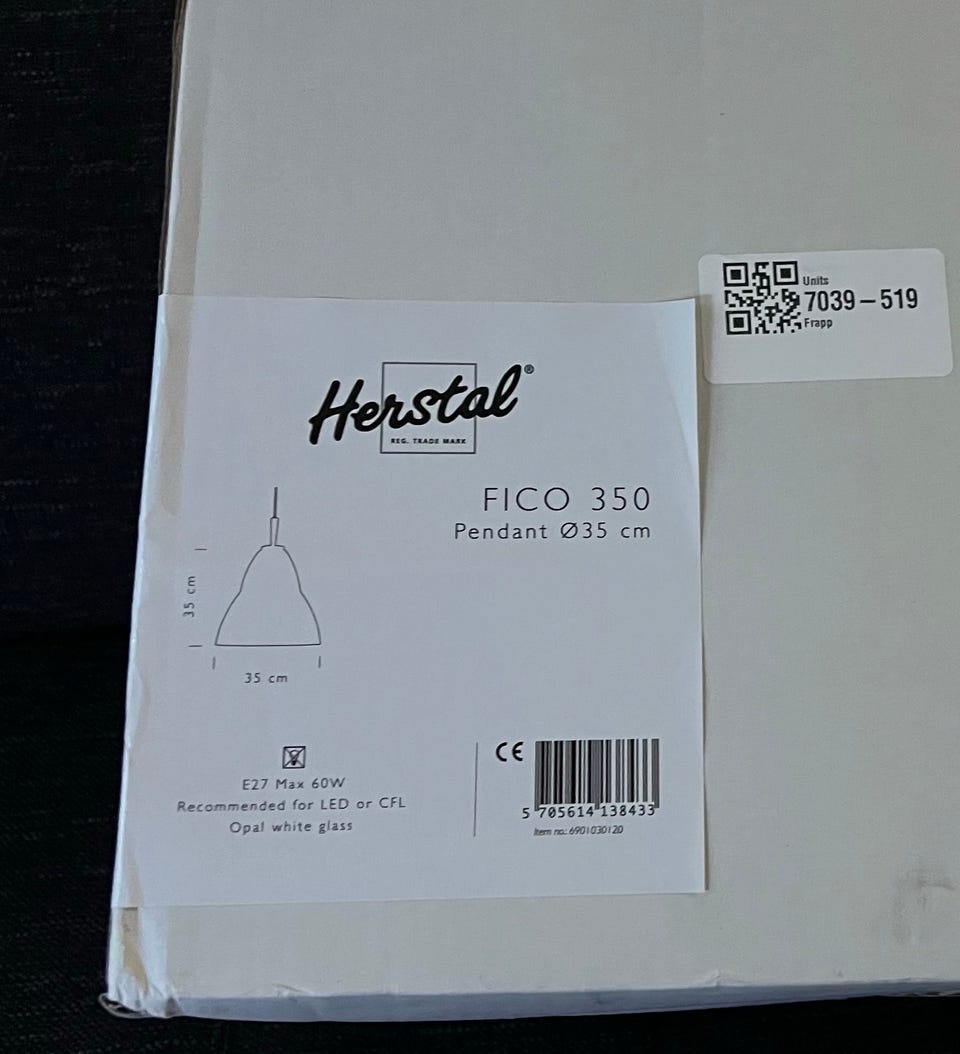 Units
7039 – 519
Frapp
Herstal®
REG. TRADE MARK
FICO 350
Pendant Ø35 cm
35 cm
35 cm
E27 Max 60W
Recommended for LED or CFL
Opal white glass
CE
5 705614 138433
Item no.: 6901030120